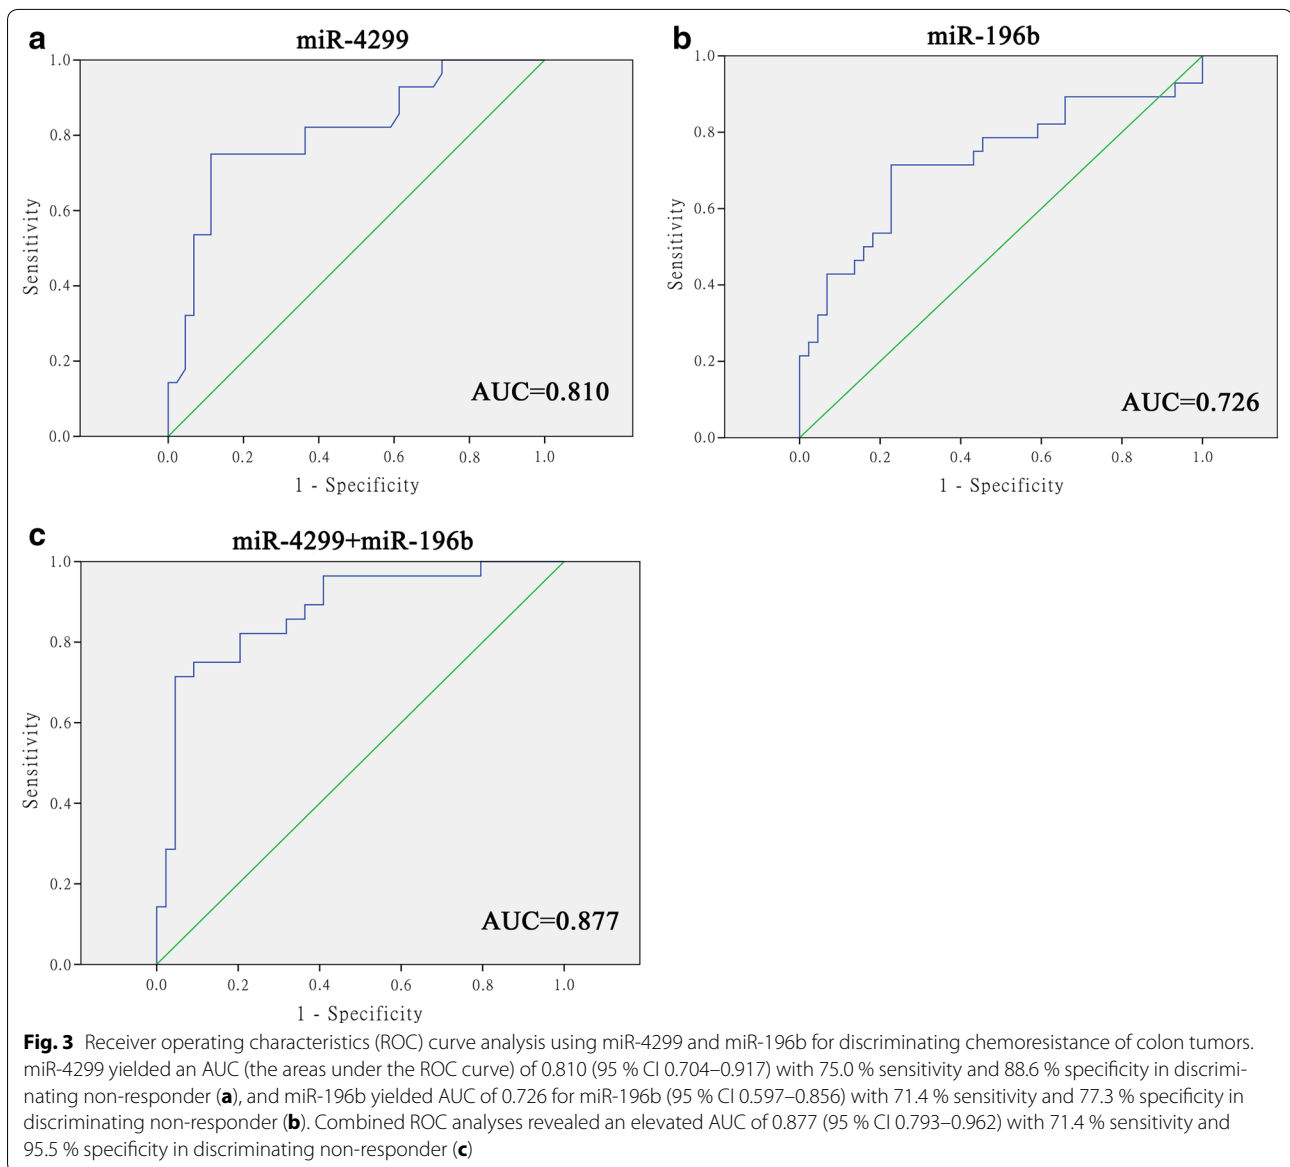 a
miR-4299
1.0
0.8
0.6
0.4
0.2
0.0
Sensitivity
AUC=0.810
0.0 0.2 0.4 0.6 0.8 1.0
1 - Specificity
b
miR-196b
1.0
0.8
0.6
0.4
0.2
0.0
Sensitivity
AUC=0.726
0.0 0.2 0.4 0.6 0.8 1.0
1 - Specificity
c
miR-4299+miR-196b
1.0
0.8
0.6
0.4
0.2
0.0
Sensitivity
AUC=0.877
0.0 0.2 0.4 0.6 0.8 1.0
1 - Specificity
Fig. 3 Receiver operating characteristics (ROC) curve analysis using miR-4299 and miR-196b for discriminating chemoresistance of colon tumors.
miR-4299 yielded an AUC (the areas under the ROC curve) of 0.810 (95 % CI 0.704–0.917) with 75.0 % sensitivity and 88.6 % specificity in discrimi-
nating non-responder (a), and miR-196b yielded AUC of 0.726 for miR-196b (95 % CI 0.597–0.856) with 71.4 % sensitivity and 77.3 % specificity in
discriminating non-responder (b). Combined ROC analyses revealed an elevated AUC of 0.877 (95 % CI 0.793–0.962) with 71.4 % sensitivity and
95.5 % specificity in discriminating non-responder (c)